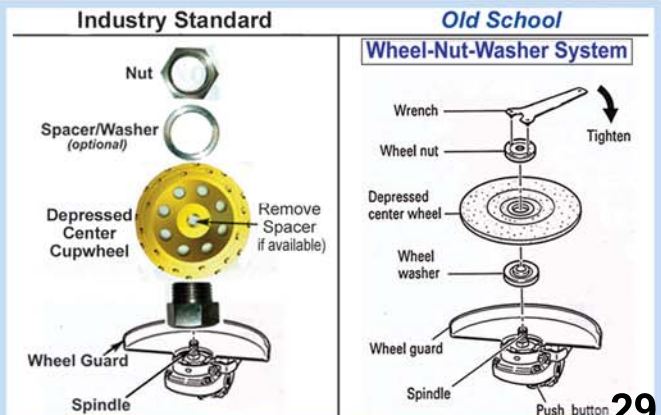 Industry Standard
Nut
Spacer/Washer
(optional)
Depressed
Center
Cupwheel
Remove
Spacer
if available)
Wheel Guard
Spindle
Old School
Wheel-Nut-Washer System
Wrench
Tighten
Wheel nut
Depressed
center wheel
Wheel
washer
Wheel guard
Spindle
Push button
29